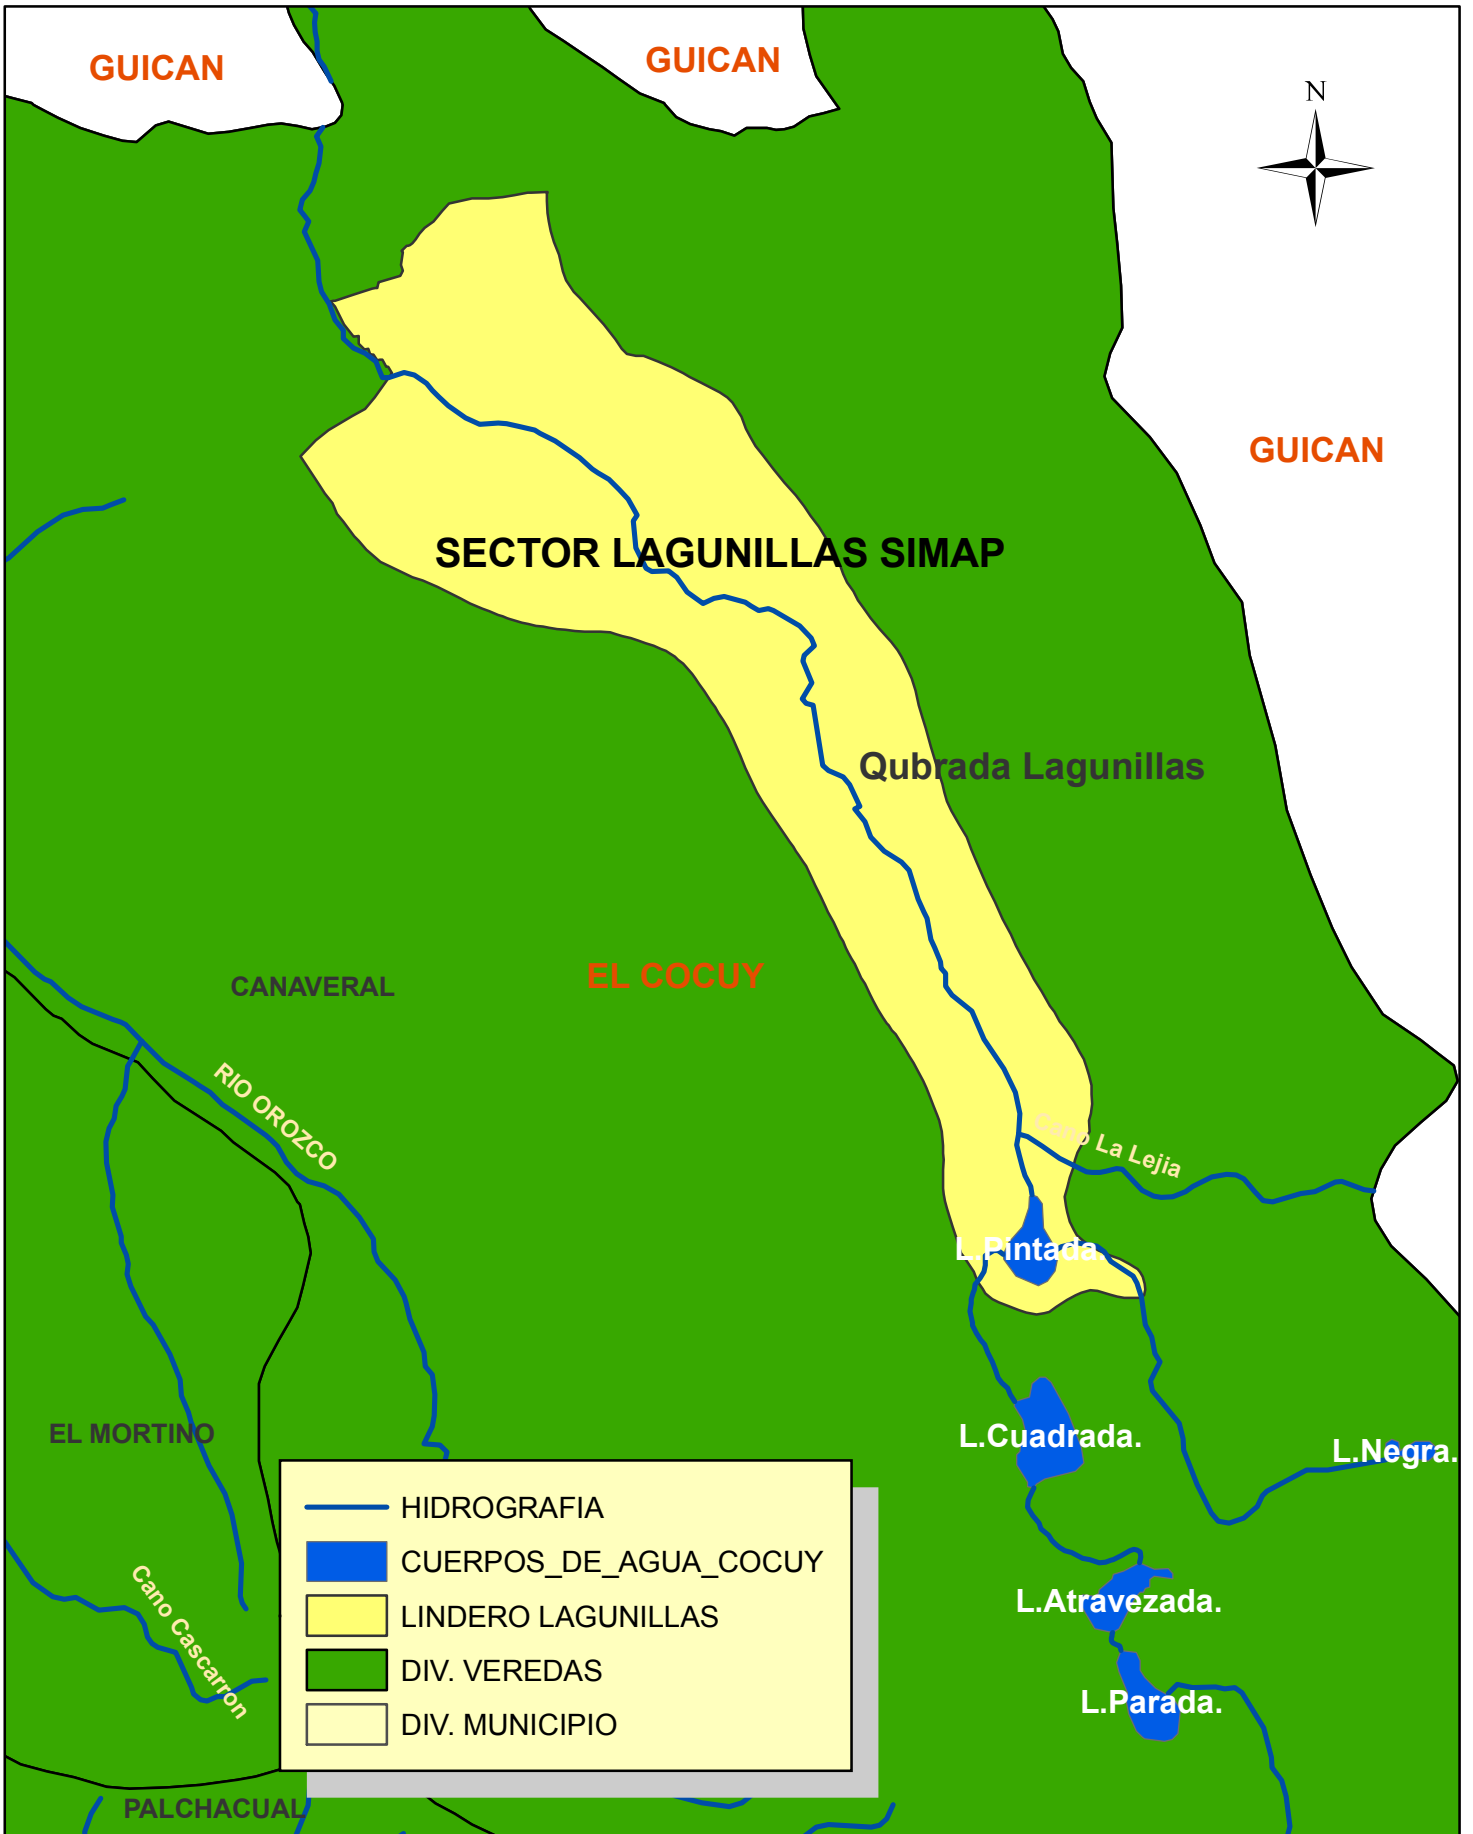 GUICAN
GUICAN
N
GUICAN
SECTOR LAGUNILLAS SIMAP
Qubrada Lagunillas
EL COCUY
CANAVERAL
RIO OROZCO
Cano La Lejia
L.Pintada.
EL MORTINO
L.Cuadrada.
L.Negra.
HIDROGRAFIA
CUERPOS_DE_AGUA_COCUY
LINDERO LAGUNILLAS
DIV. VEREDAS
DIV. MUNICIPIO
Cano Cascarron
L.Atravezada.
L.Parada.
PALCHACUAL